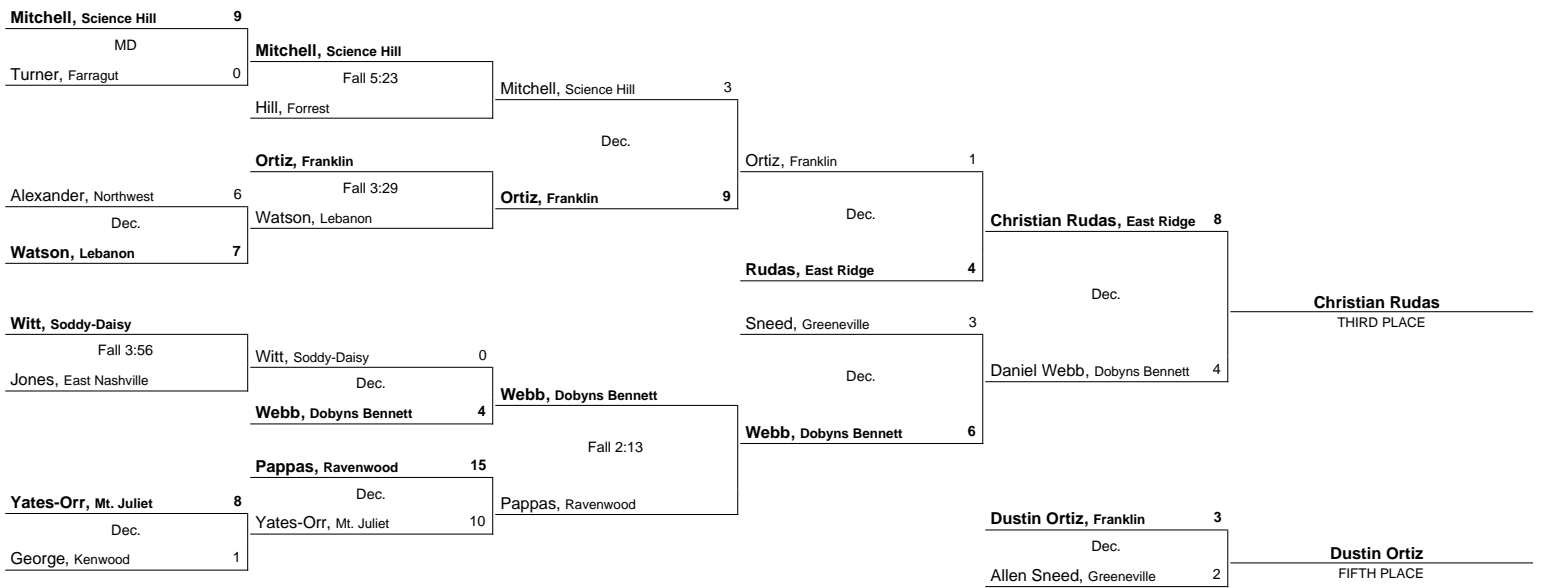 Mitchell, Science Hill 9
MD
Turner, Farragut 0
Alexander, Northwest 6
Dec.
Watson, Lebanon 7
Witt, Soddy-Daisy
Fall 3:56
Jones, East Nashville
Yates-Orr, Mt. Juliet 8
Dec.
George, Kenwood 1
Mitchell, Science Hill
Fall 5:23
Hill, Forrest
Ortiz, Franklin
Fall 3:29
Watson, Lebanon
Witt, Soddy-Daisy 0
Dec.
Webb, Dobyns Bennett 4
Pappas, Ravenwood 15
Dec.
Yates-Orr, Mt. Juliet 10
Mitchell, Science Hill 3
Dec.
Ortiz, Franklin 9
Webb, Dobyns Bennett
Fall 2:13
Pappas, Ravenwood
Ortiz, Franklin 1
Dec.
Rudas, East Ridge 4
Sneed, Greeneville 3
Dec.
Webb, Dobyns Bennett 6
Christian Rudas, East Ridge 8
Dec.
Daniel Webb, Dobyns Bennett 4
Christian Rudas
THIRD PLACE
Dustin Ortiz, Franklin 3
Dec.
Allen Sneed, Greeneville 2
Dustin Ortiz
FIFTH PLACE